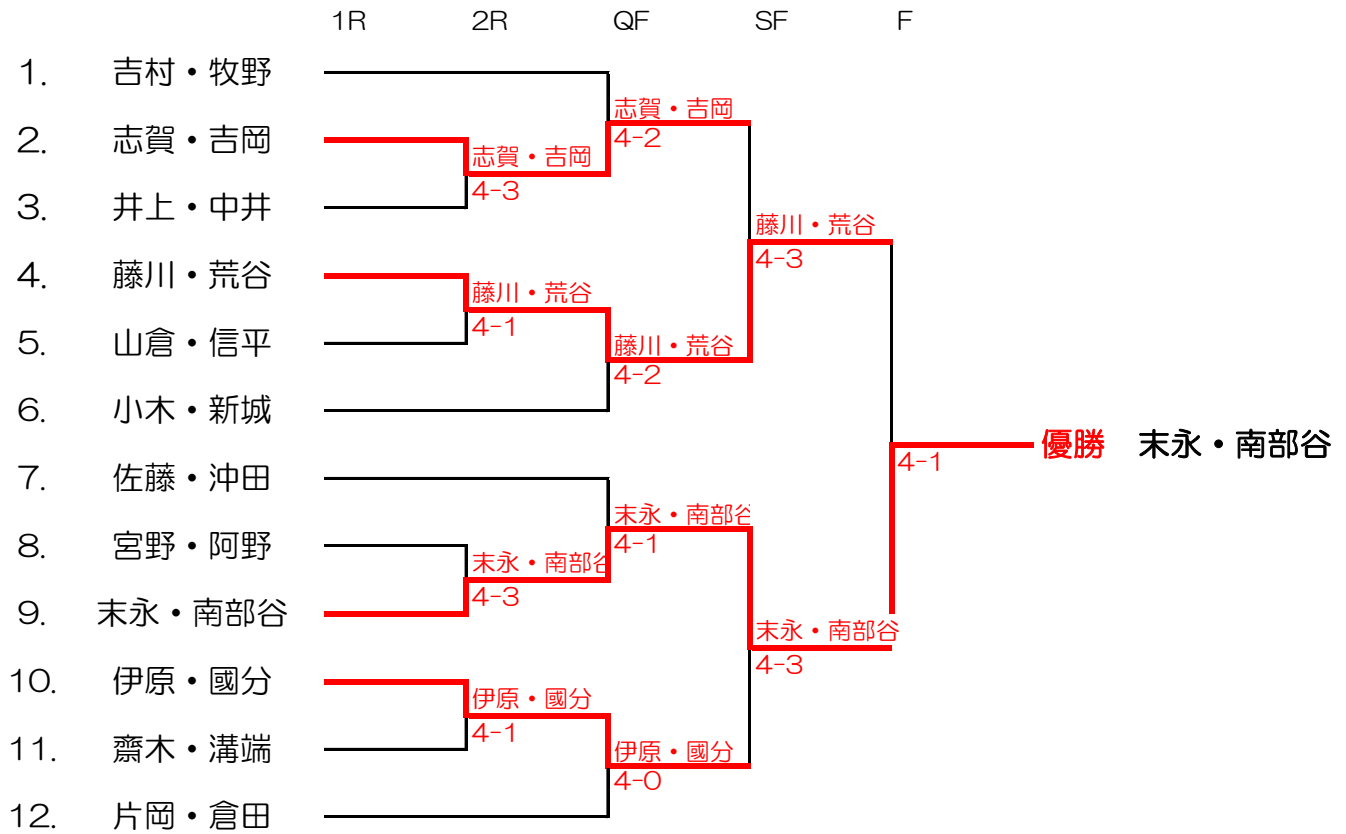 1R 2R QF SF F
1. 吉村・牧野
志賀・吉岡
4-2
2. 志賀・吉岡
志賀・吉岡
4-3
3. 井上・中井
藤川・荒谷
4-3
4. 藤川・荒谷
藤川・荒谷
4-1
5. 山倉・信平
藤川・荒谷
4-2
6. 小木・新城
優勝 末永・南部谷
4-1
7. 佐藤・沖田
末永・南部谷
4-1
8. 宮野・阿野
末永・南部谷
4-3
9. 末永・南部谷
末永・南部谷
4-3
10. 伊原・國分
伊原・國分
4-1
11. 齋木・溝端
伊原・國分
4-0
12. 片岡・倉田